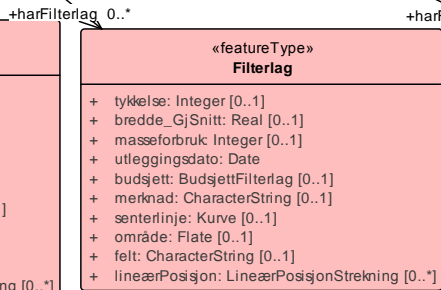 +harFilterlag 0..*
+harF
«featureType»
Filterlag
+ tykkelse: Integer [0..1]
+ bredde_GjSnitt: Real [0..1]
+ masseforbruk: Integer [0..1]
+ utleggingsdato: Date
+ budsjett: BudsjettFilterlag [0..1]
+ merknad: CharacterString [0..1]
+ senterlinje: Kurve [0..1]
+ område: Flate [0..1]
+ felt: CharacterString [0..1]
+ lineærPosisjon: LineærPosisjonStrekning [0..*]
]
ng [0..*]